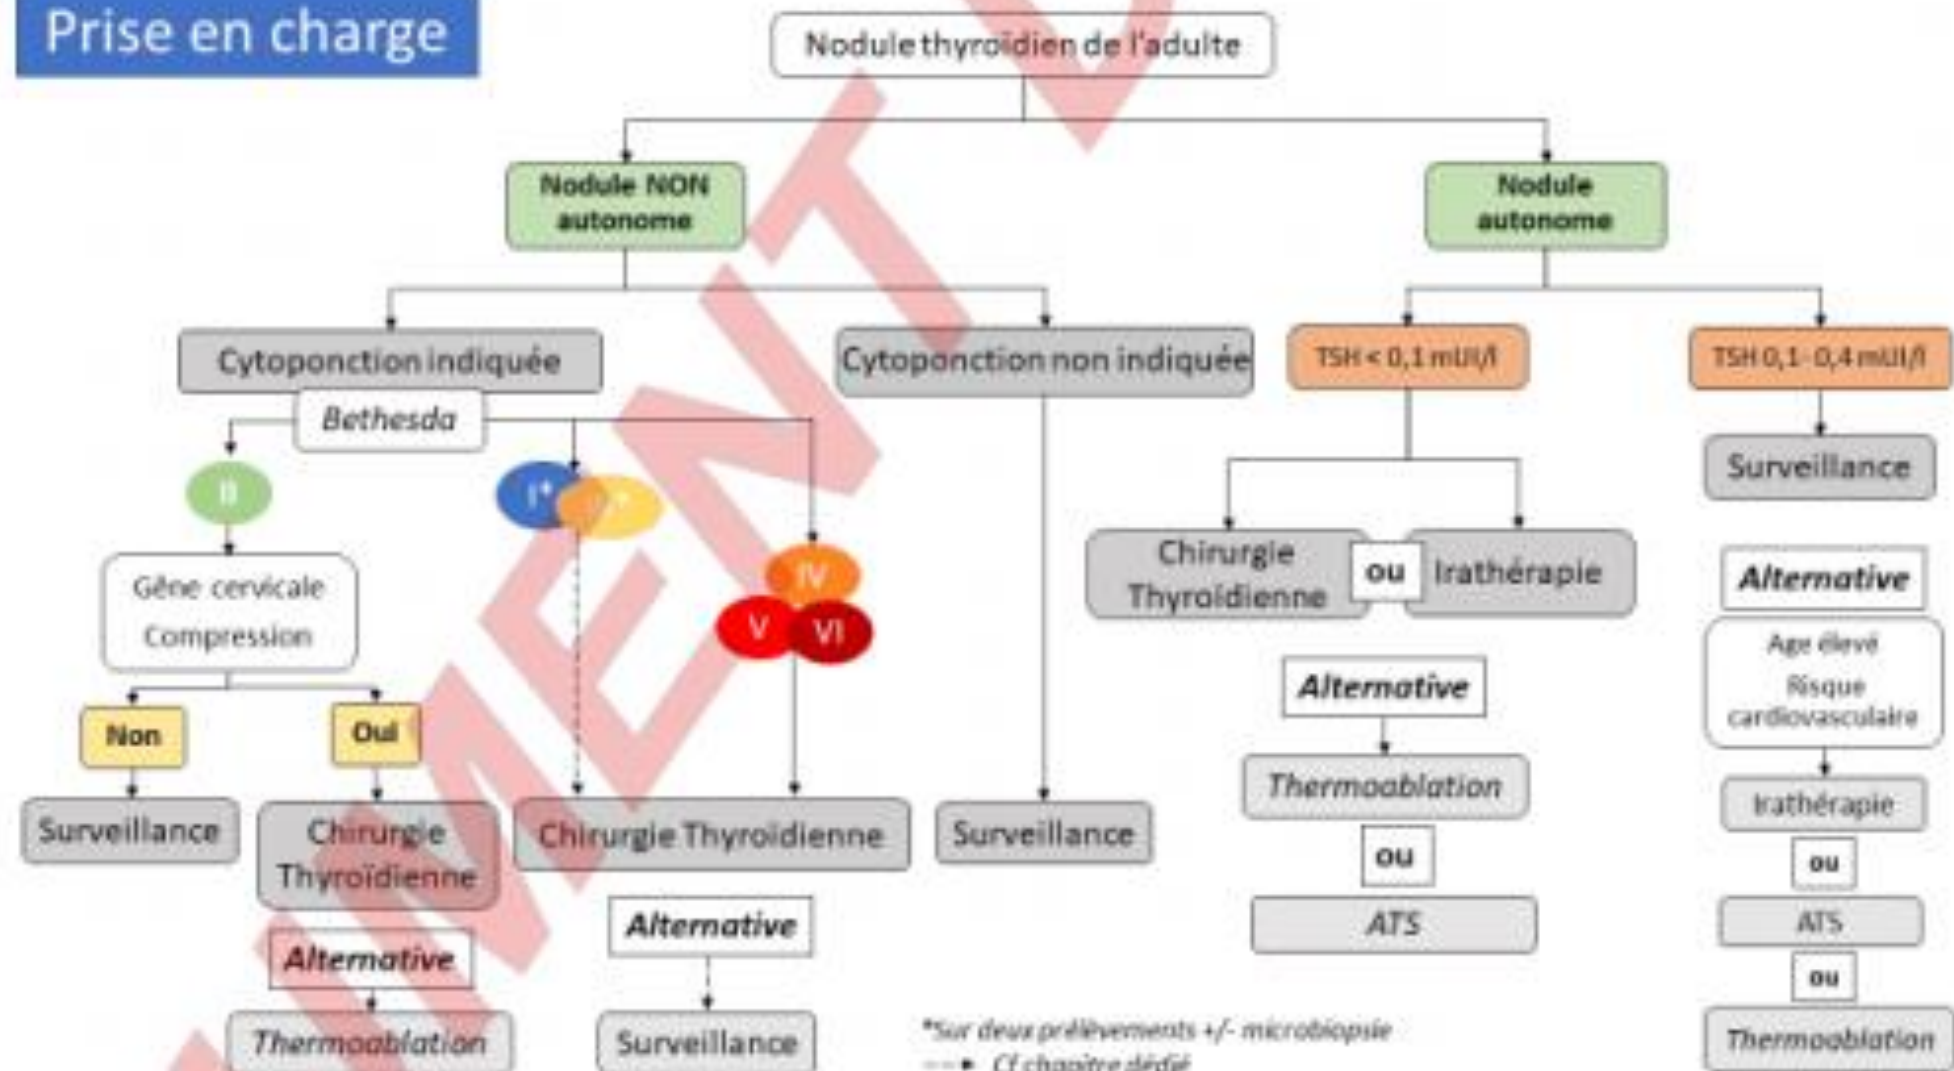 Prise en charge
Nodule thyroïdien de l'adulte
Nodule NON
autonome
Nodule
autonome
Cytoponction indiquée
Cytoponction non indiquée
TSH < 0,1 mUI/l
TSH 0,1- 0,4 mUI/l
Bethesda
Surveillance
II
I*
*
IV
V
VI
Gêne cervicale
Compression
Chirurgie
Thyroïdienne
ou
Irathérapie
Alternative
Age élevé
Risque
cardiovasculaire
Alternative
Non
Oui
Thermoablation
Irathérapie
Surveillance
Chirurgie
Thyroïdienne
Chirurgie Thyroïdienne
Surveillance
ou
ou
ATS
ATS
Alternative
Alternative
ou
Thermoablation
Surveillance
*Sur deux prélèvements +/- microbiopsie
Cf chapitre dédié
Thermoablation